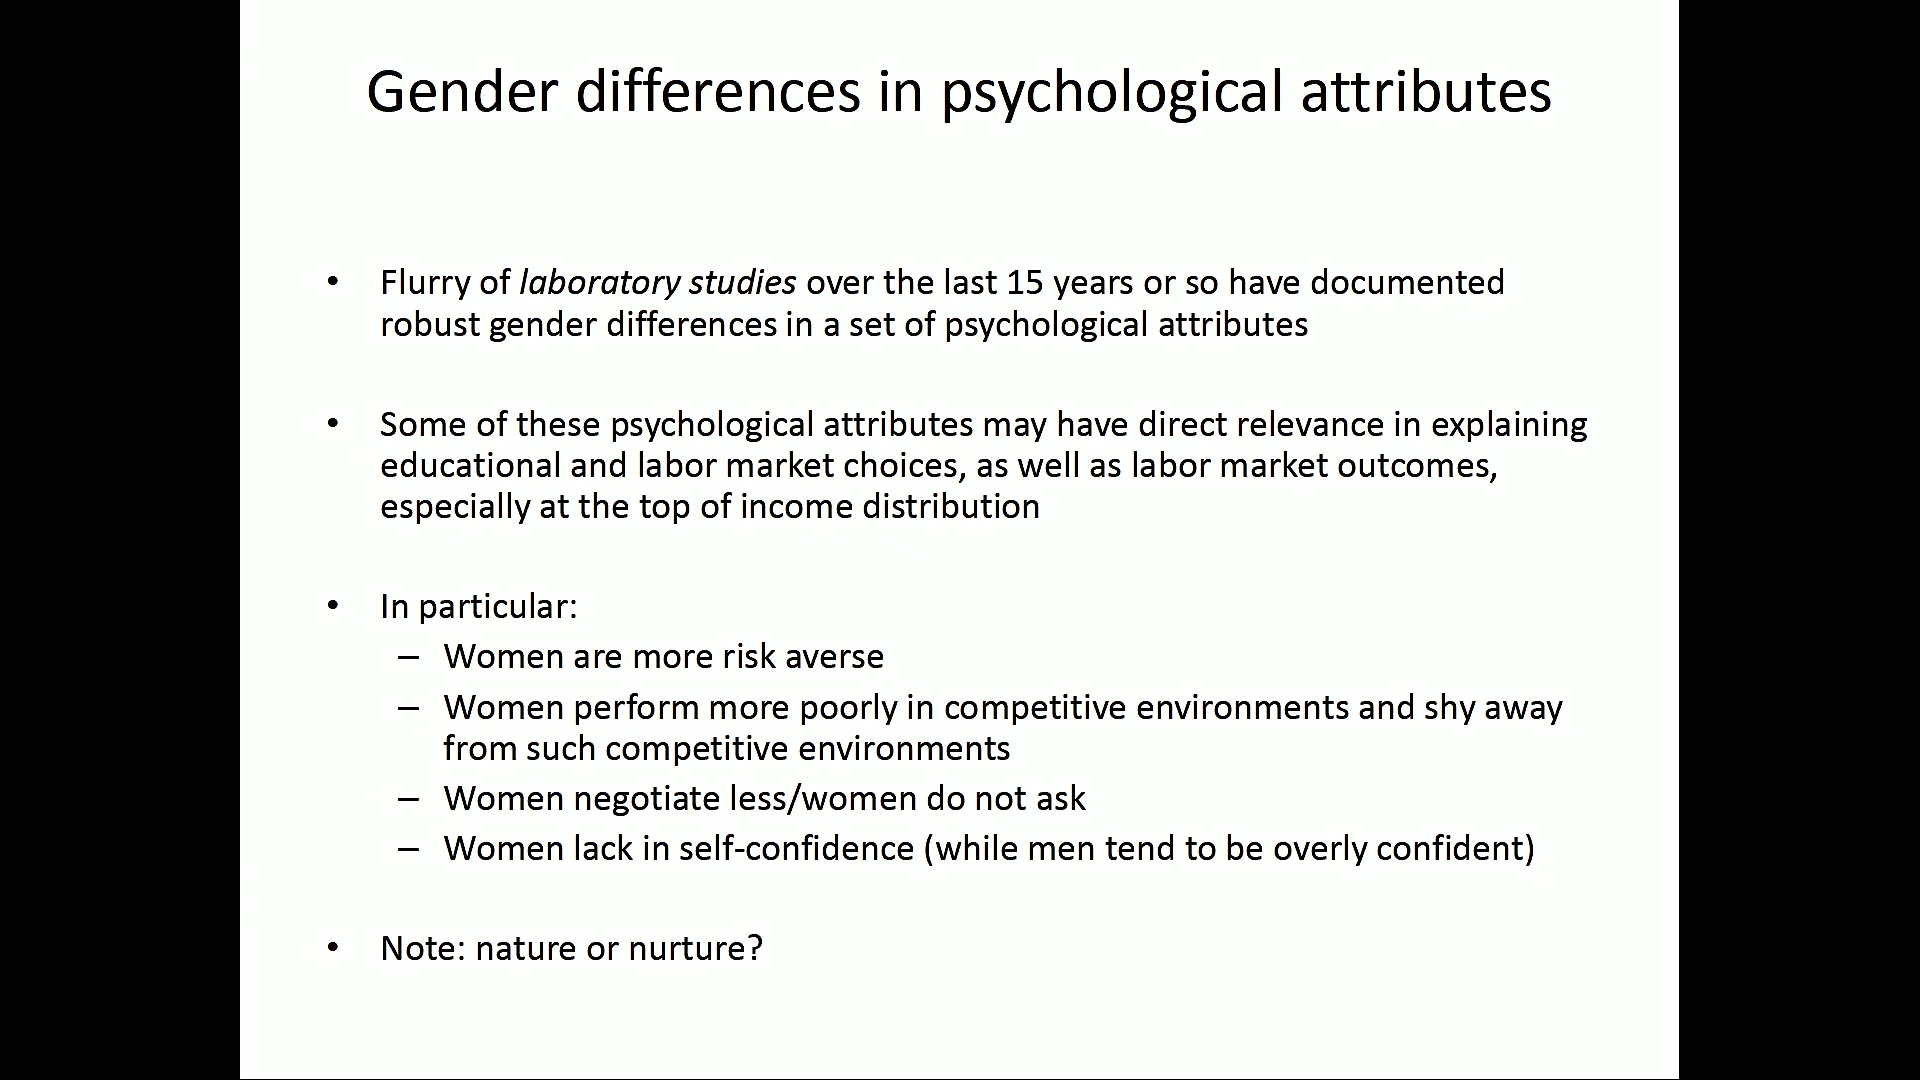 Gender differences in psychological attributes
• Flurry of laboratory studies over the last 15 years or so have documented
robust gender differences in a set of psychological attributes
• Some of these psychological attributes may have direct relevance in explaining
educational and labor market choices, as well as labor market outcomes,
especially at the top of income distribution
• In particular:
– Women are more risk averse
– Women perform more poorly in competitive environments and shy away
from such competitive environments
– Women negotiate less/women do not ask
– Women lack in self-confidence (while men tend to be overly confident)
• Note: nature or nurture?